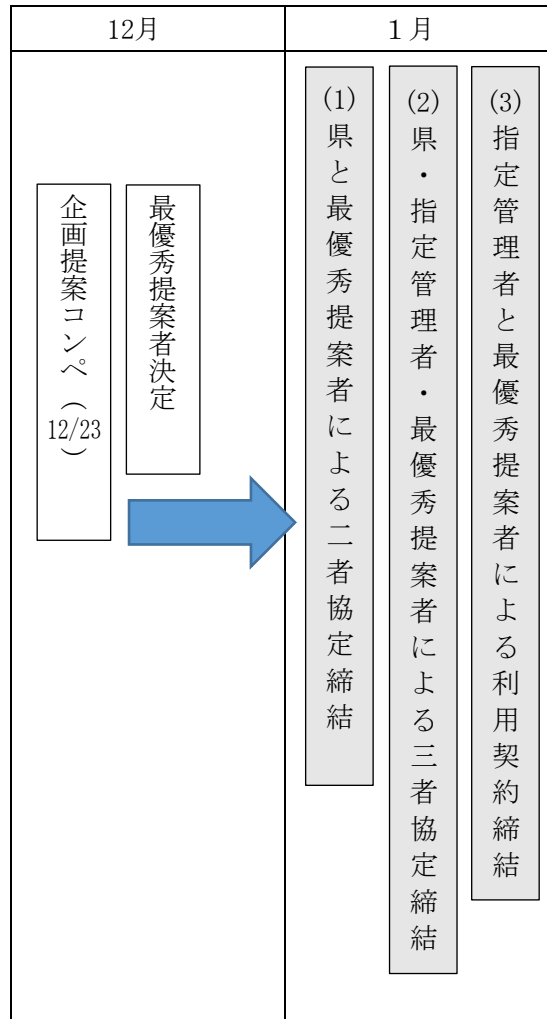 12月
1月
企画提案コンペ（12/23）
最優秀提案者決定
(1)県と最優秀提案者による二者協定締結
(2)県・指定管理者・最優秀提案者による三者協定締結
(3)指定管理者と最優秀提案者による利用契約締結